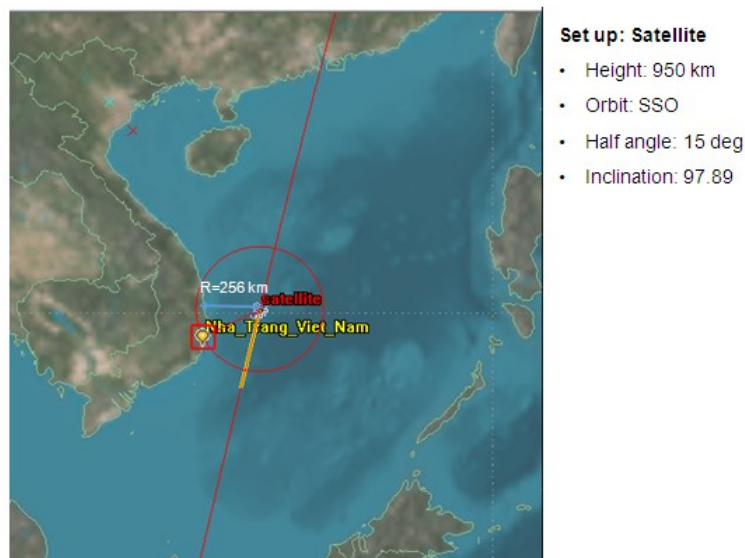 R=256 km
satellite
Nha_Trang_Viet_Nam
Set up: Satellite
• Height: 950 km
• Orbit: SSO
• Half angle: 15 deg
• Inclination: 97.89